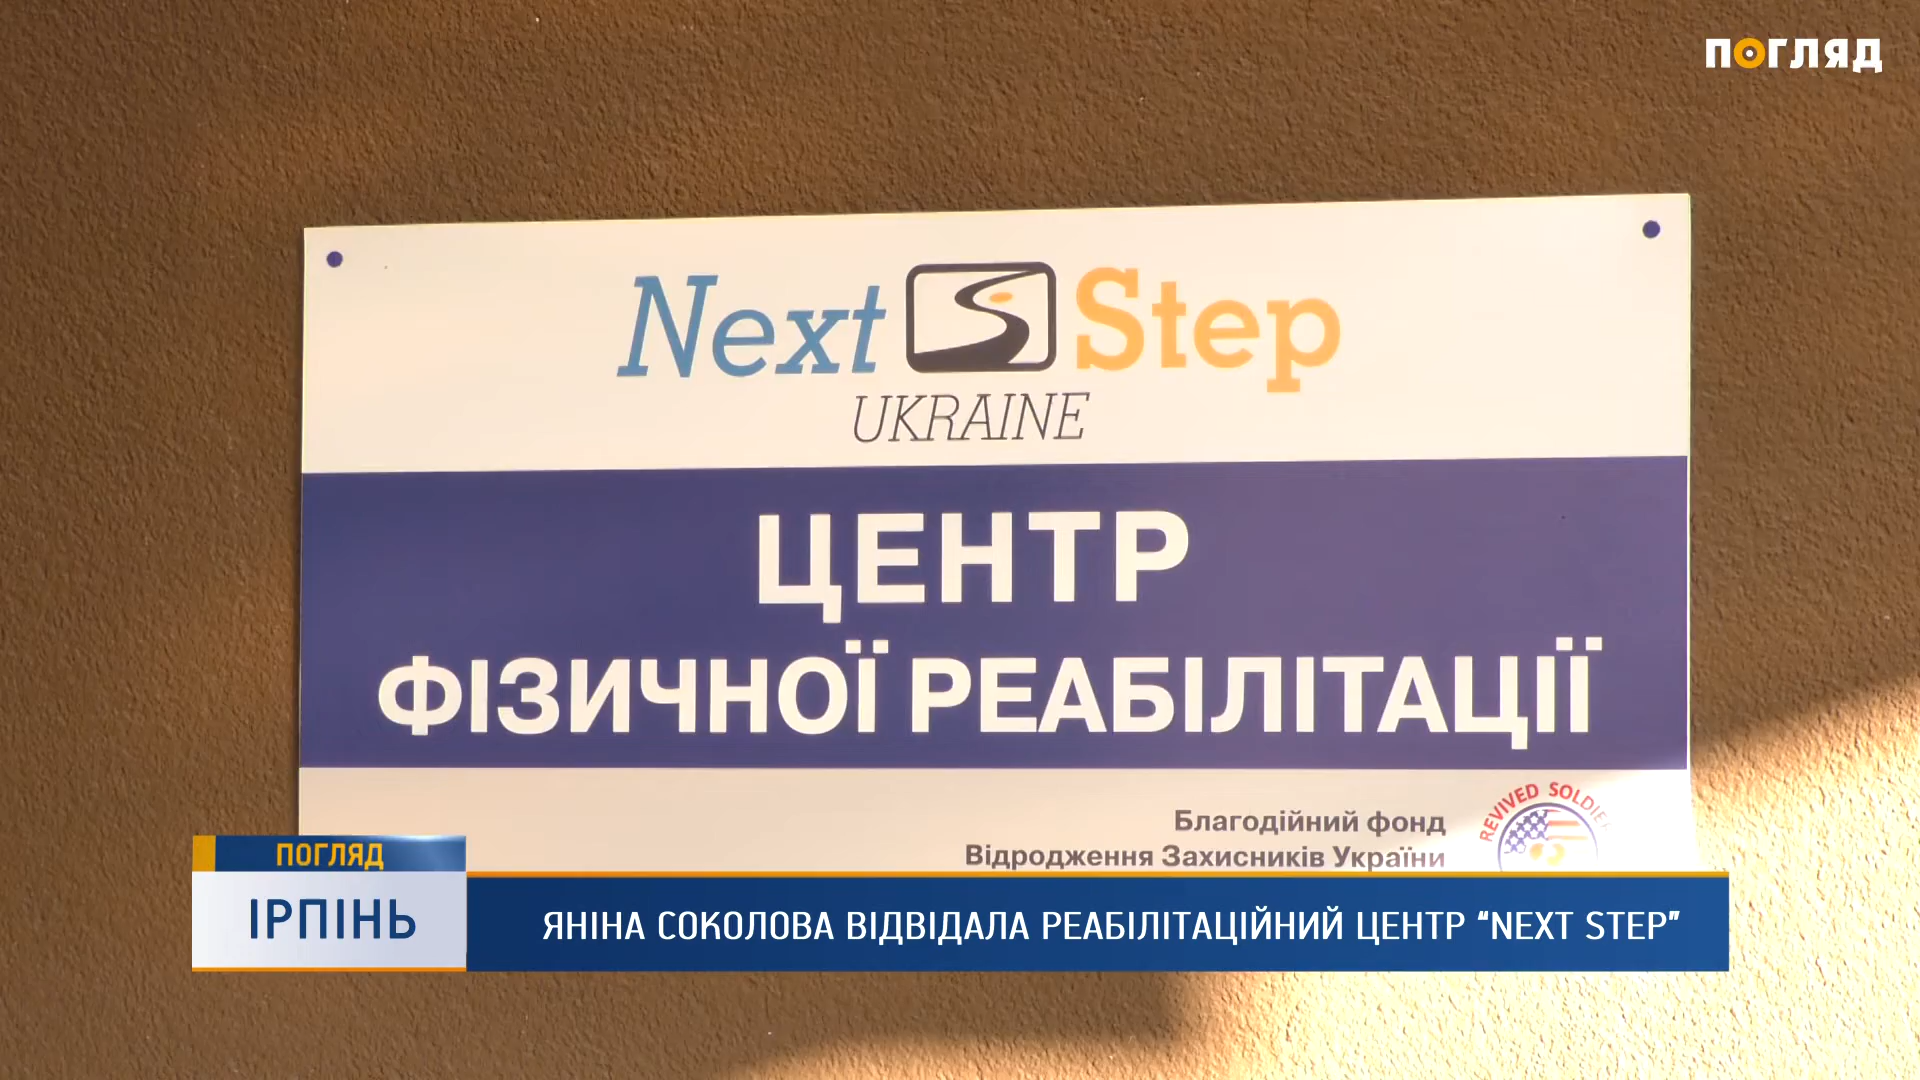 ПОГЛЯД
Next Step
UKRAINE
ЦЕНТР
ФІЗИЧНОЇ РЕАБІЛІТАЦІЇ
Благодійний фонд
Відродження Захисників України
REVIVED
ПОГЛЯД
ІРПІНЬ
ЯНІНА СОКОЛОВА ВІДВІДАЛА РЕАБІЛІТАЦІЙНИЙ ЦЕНТР “NEXT STEP”